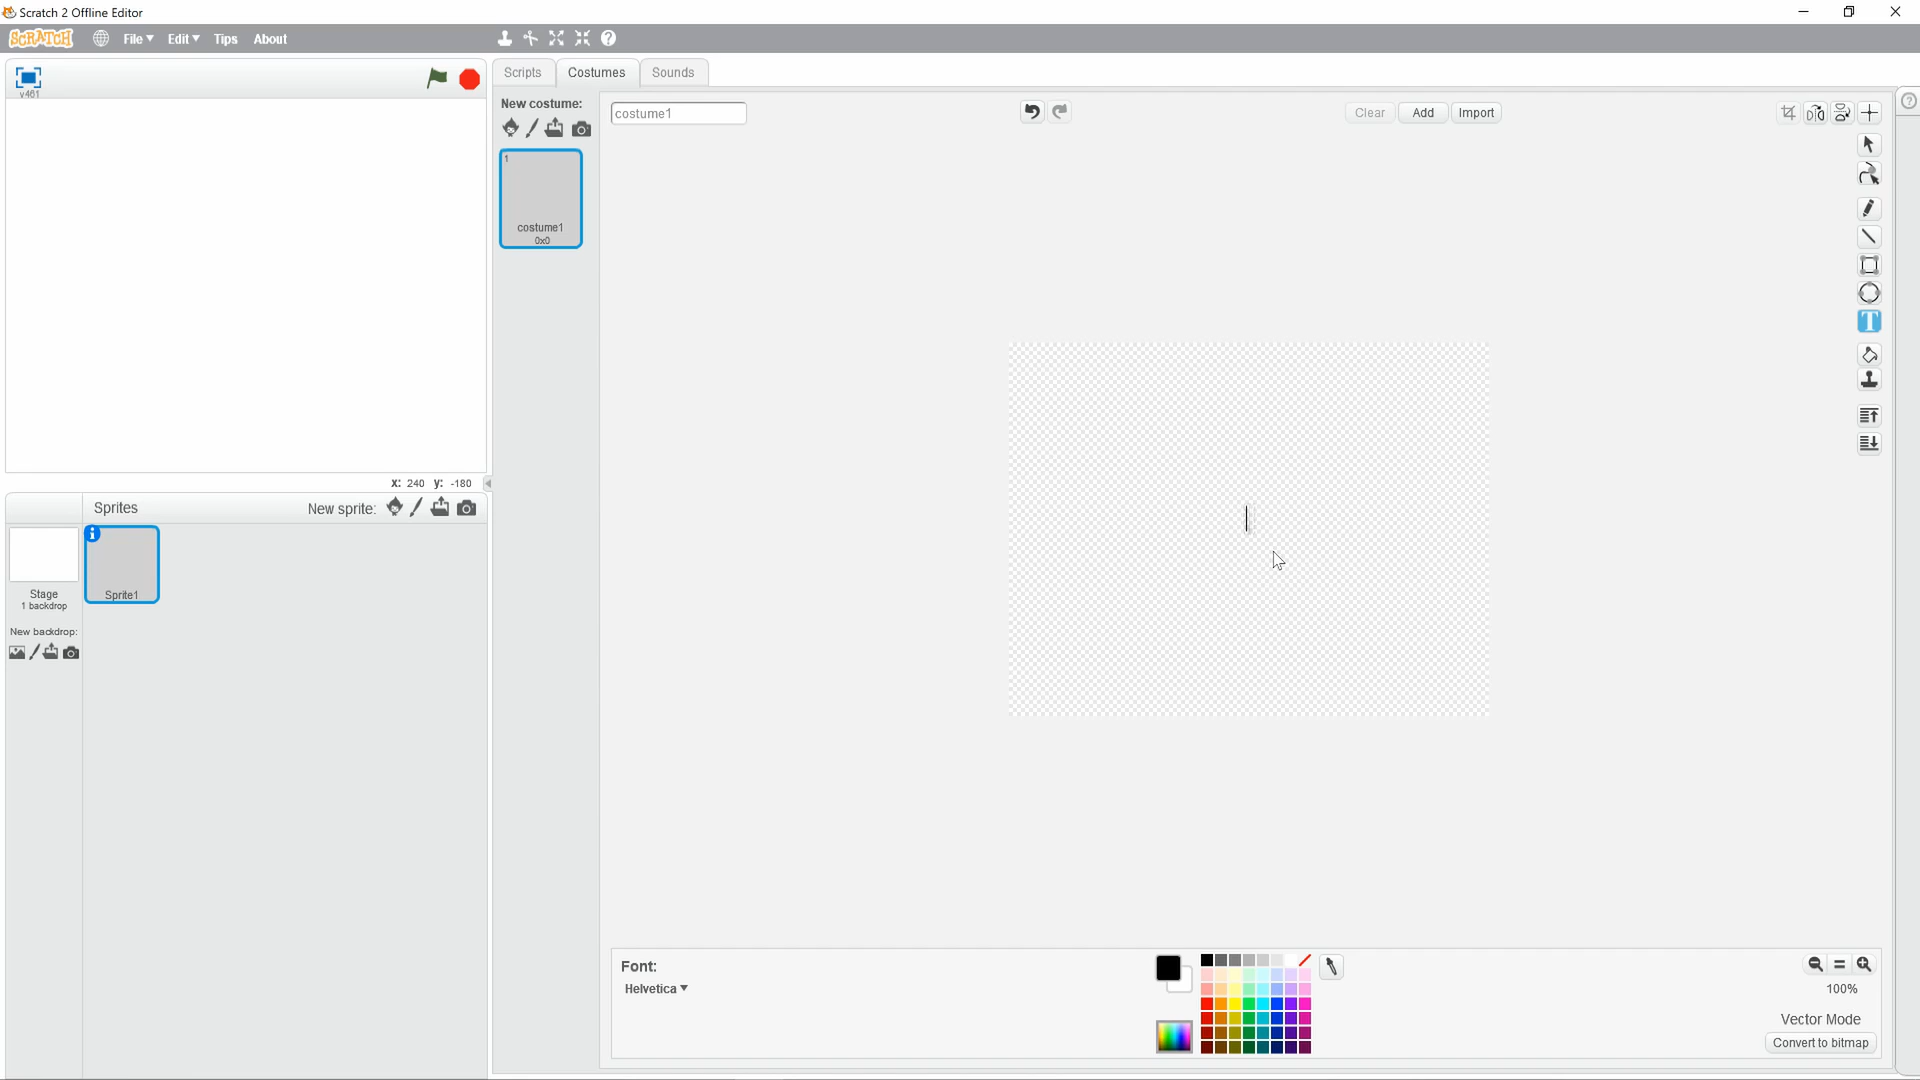 Scratch 2 Offline Editor
SCRATCH File Edit Tips About
v461
Scripts Costumes Sounds
New costume:
costume1
Clear Add Import
1
costume1
0x0
T
x: 240 y: -180
Sprites New sprite:
Stage
1 backdrop
Sprite1
New backdrop:
Font:
Helvetica
100%
Vector Mode
Convert to bitmap